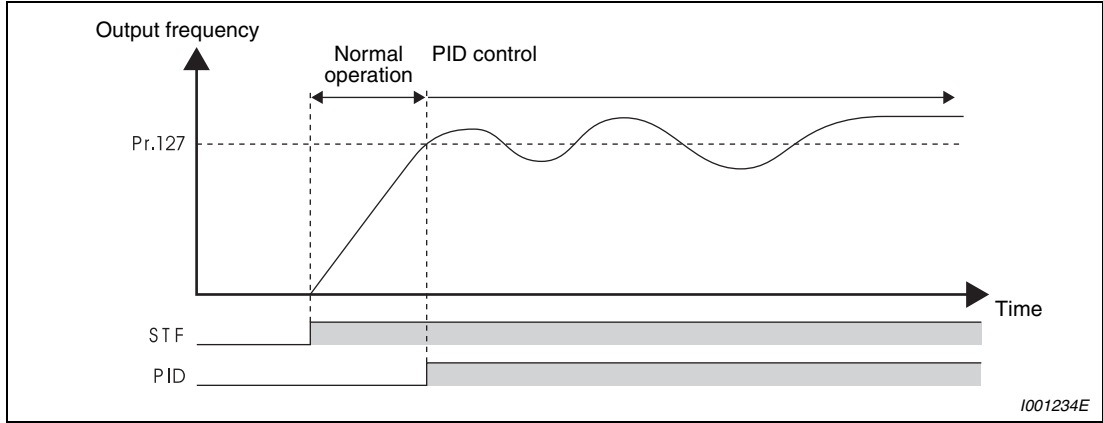 Output frequency
Normal
operation
PID control
Pr.127
Time
STF
PID
I001234E